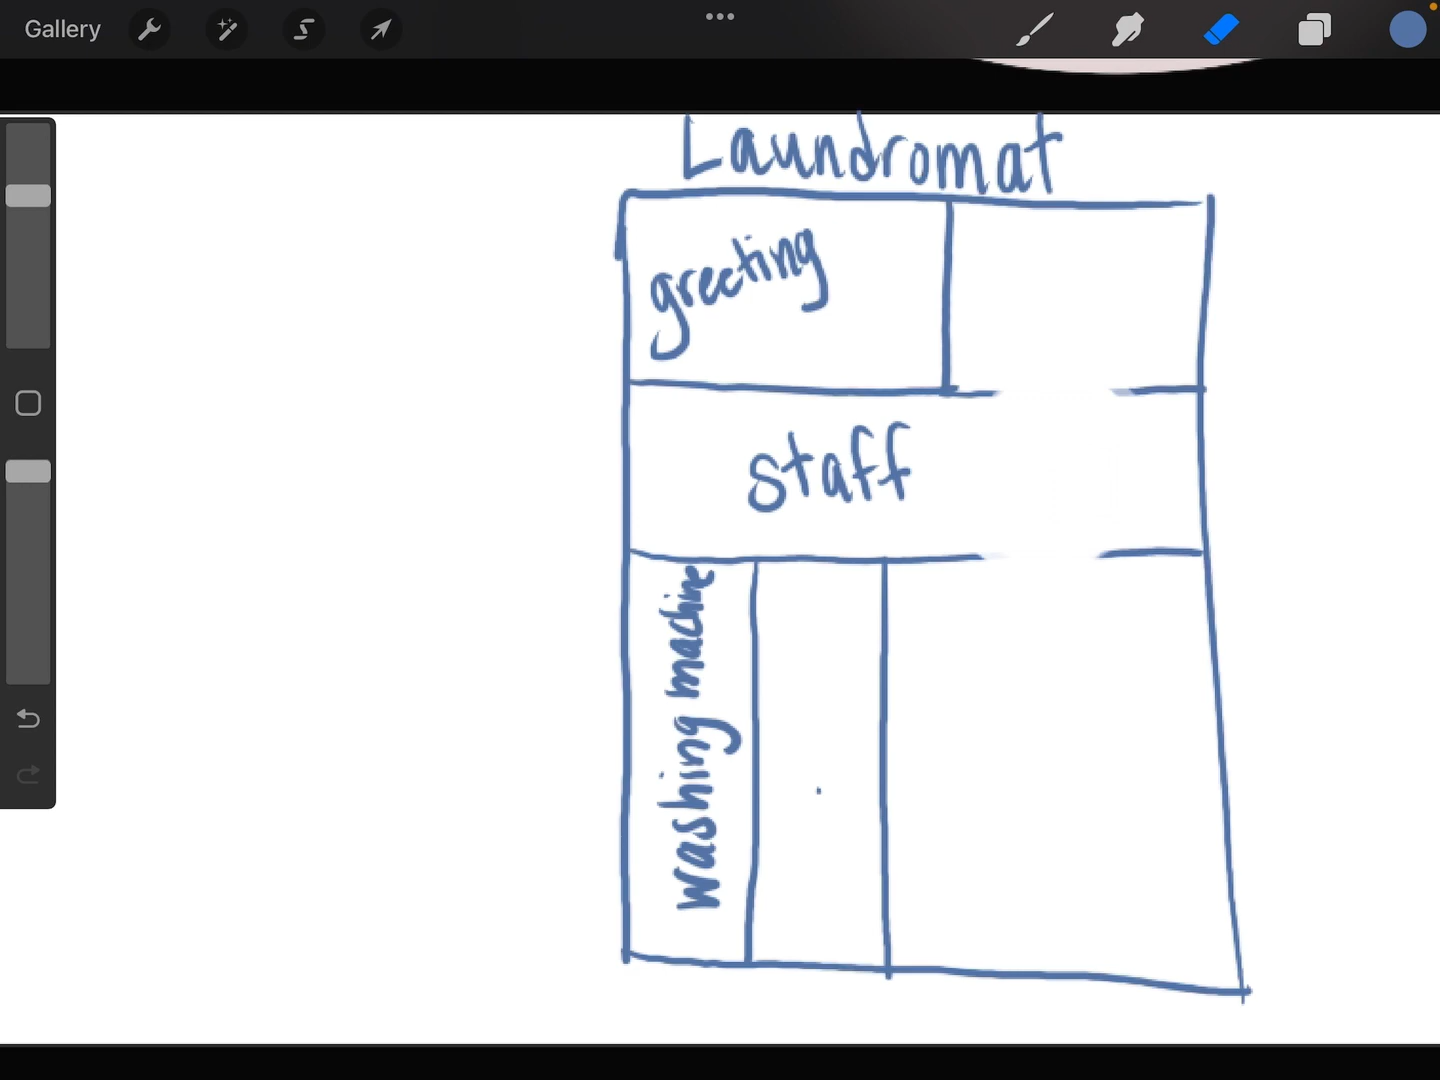 Gallery
Laundromat
greeting
staff
washing machine